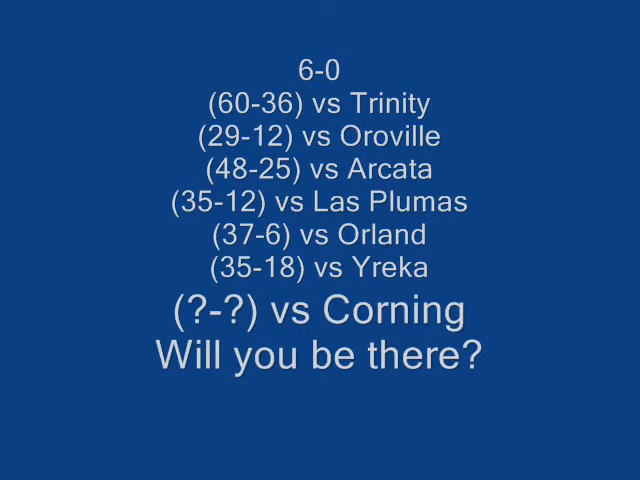 6-0
(60-36) vs Trinity
(29-12) vs Oroville
(48-25) vs Arcata
(35-12) vs Las Plumas
(37-6) vs Orland
(35-18) vs Yreka
(?-?) vs Corning
Will you be there?